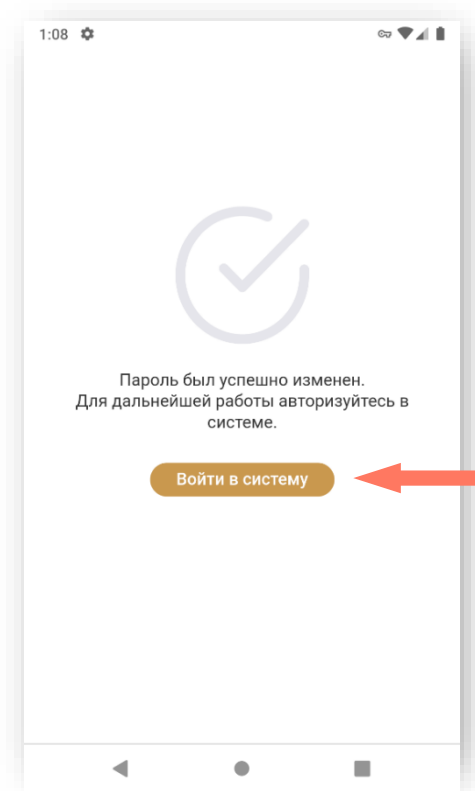 1:08
Пароль был успешно изменен.
Для дальнейшей работы авторизуйтесь в
системе.
Войти в систему